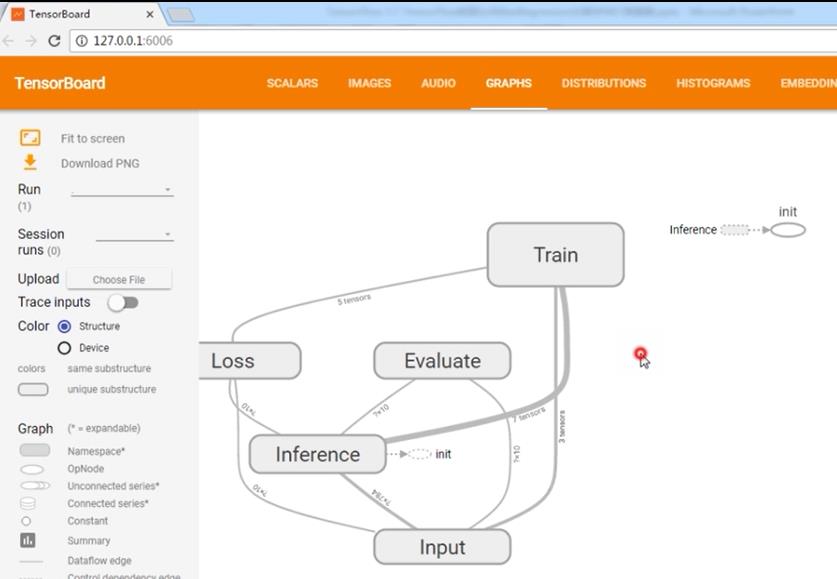 TensorBoard
127.0.0.1:6006
TensorBoard SCALARS IMAGES AUDIO GRAPHS DISTRIBUTIONS HISTOGRAMS EMBEDDIN
Fit to screen
Download PNG
Run
(1)
Session
runs (0)
Upload Choose File
Trace inputs
Color Structure
Device
colors same substructure
unique substructure
Graph (* = expandable)
Namespace*
OpNode
Unconnected series*
Connected series*
Constant
Summary
Dataflow edge
Control dependency edge
init
Inference
Train
5 tensors
Loss
Evaluate
?×10
?×10
7 tensors
3 tensors
Inference
init
?×10
?×10
?×784
Input